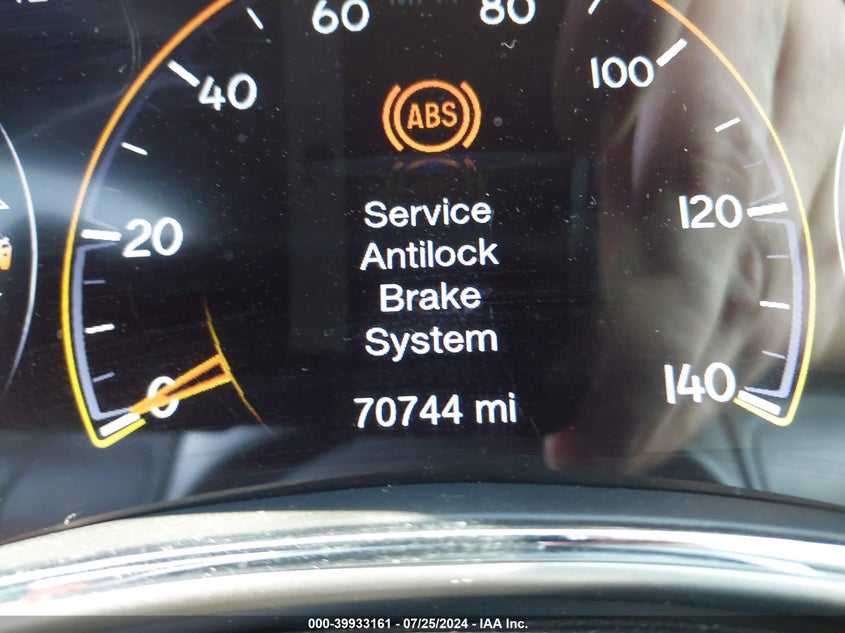 60
80
40
100
ABS
Service
20
120
Antilock
Brake
System
0
140
70744 mi
000-39933161 - 07/25/2024 - IAA Inc.